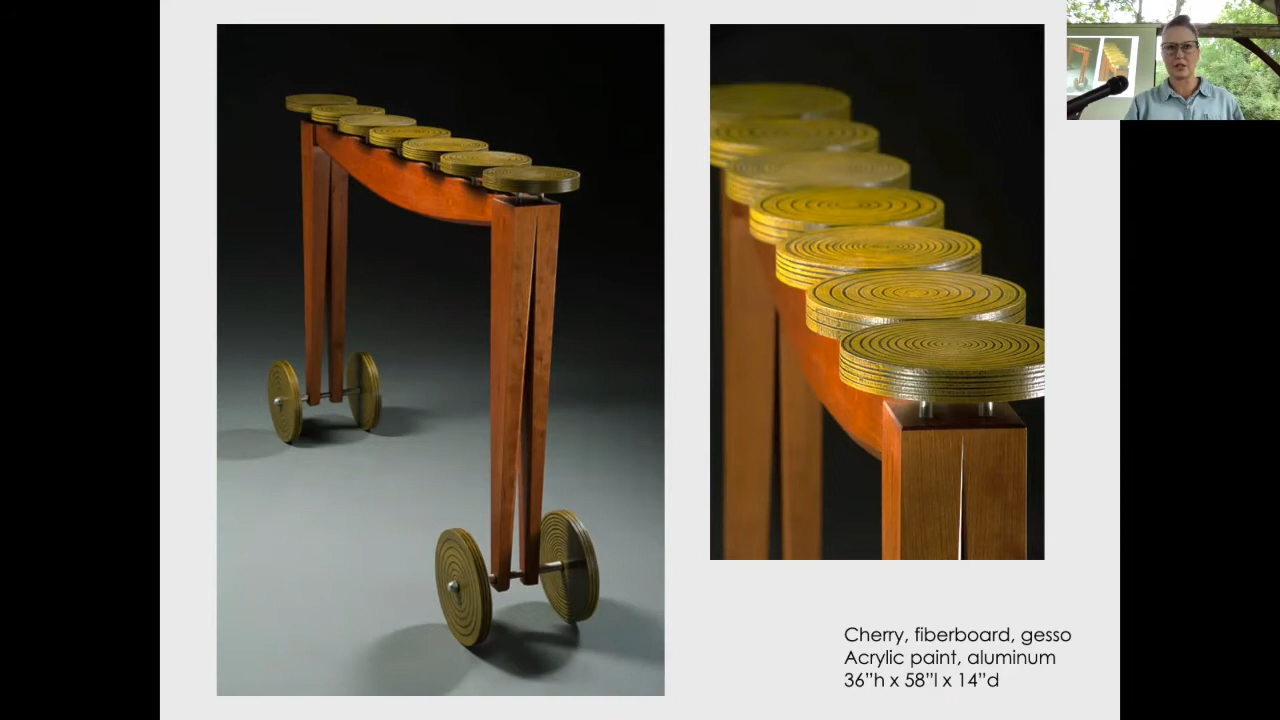 Cherry, fiberboard, gesso
Acrylic paint, aluminum
36”h x 58”l x 14”d